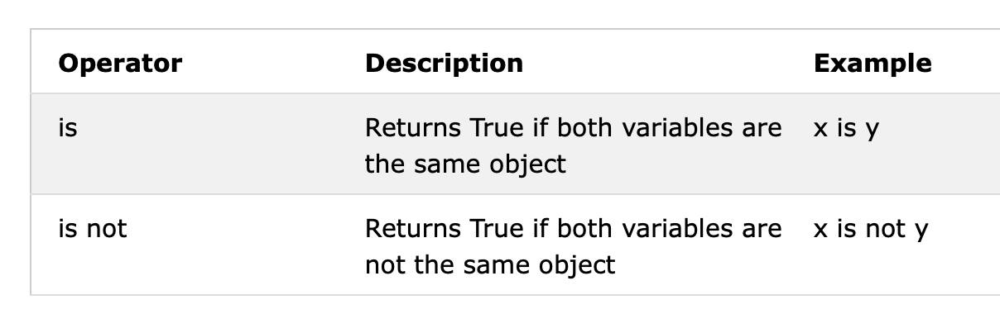 Operator Description Example
is Returns True if both variables are x is y
the same object
is not Returns True if both variables are x is not y
not the same object